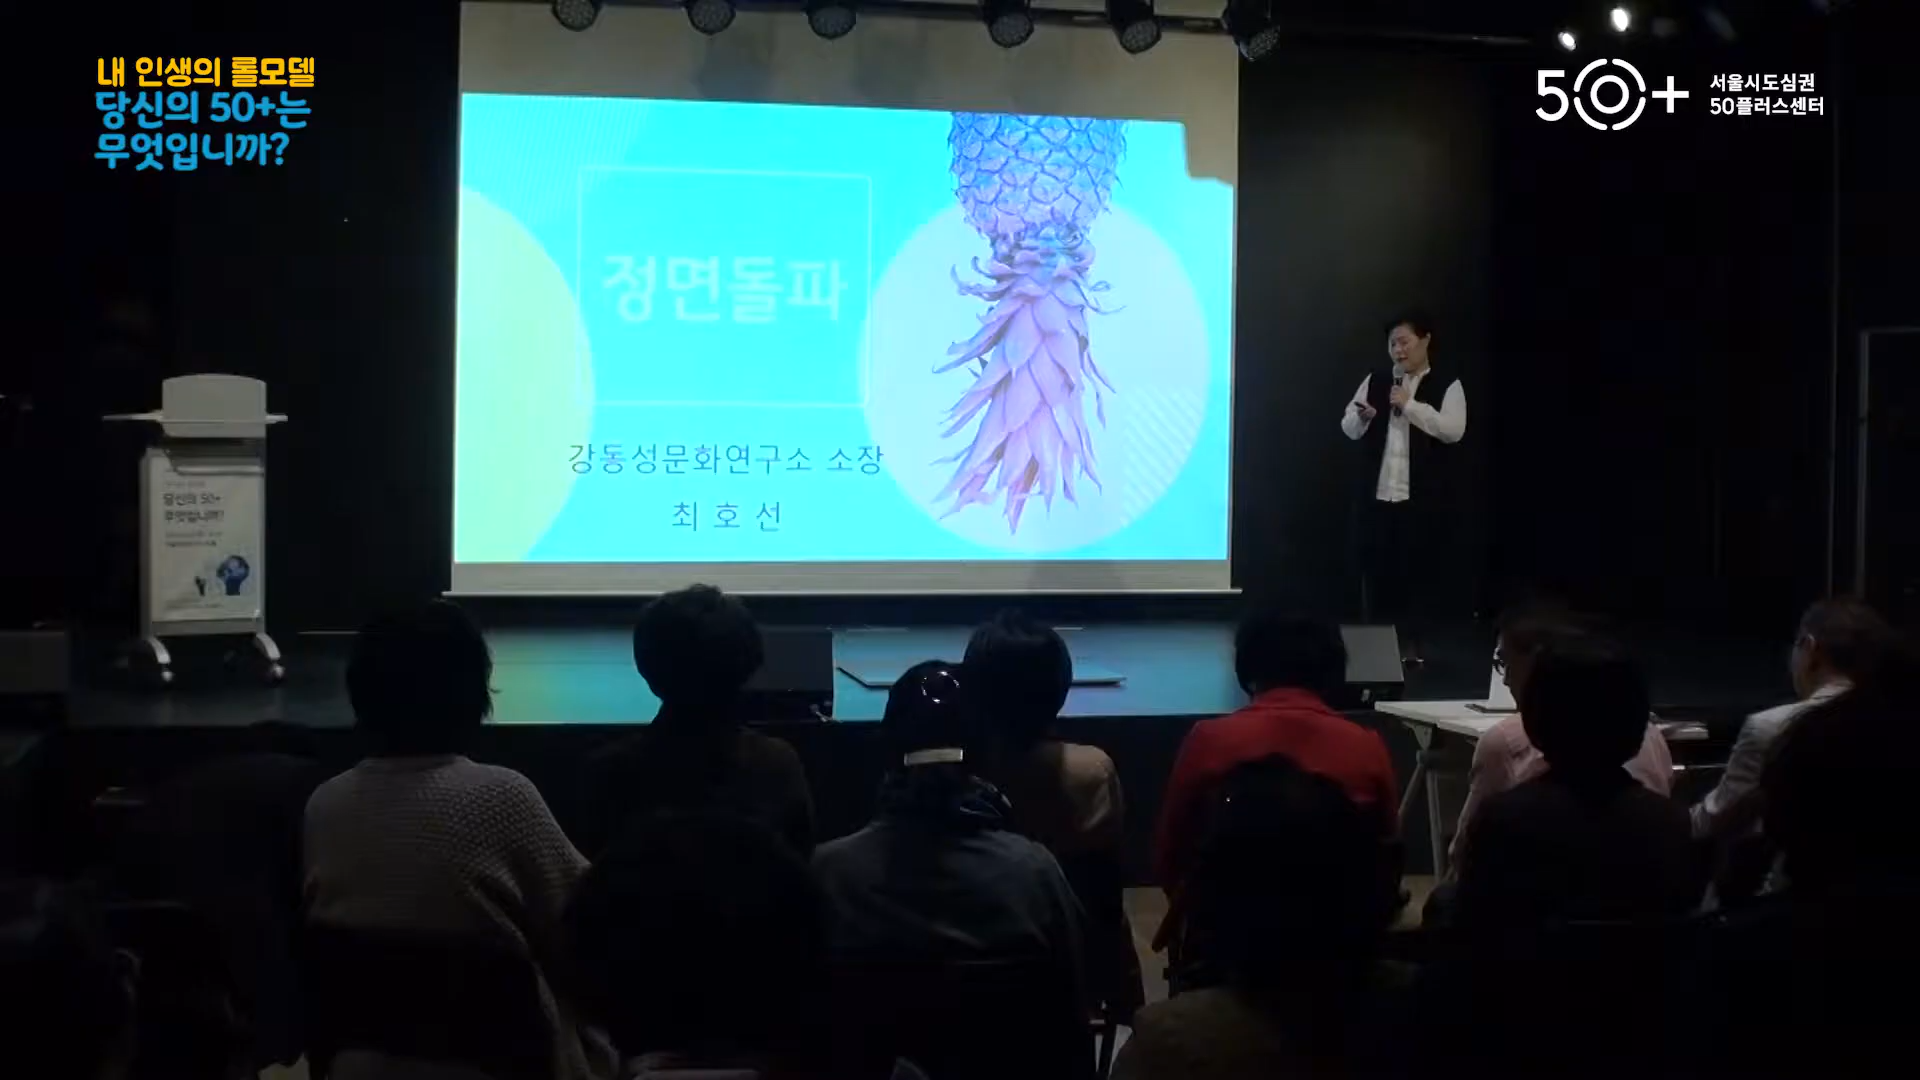 내 인생의 롤모델
당신의 50+는
무엇입니까?
50+
서울시도심권
50플러스센터
정면돌파
강동성문화연구소 소장
최호선
당신의 50+
무엇입니까?